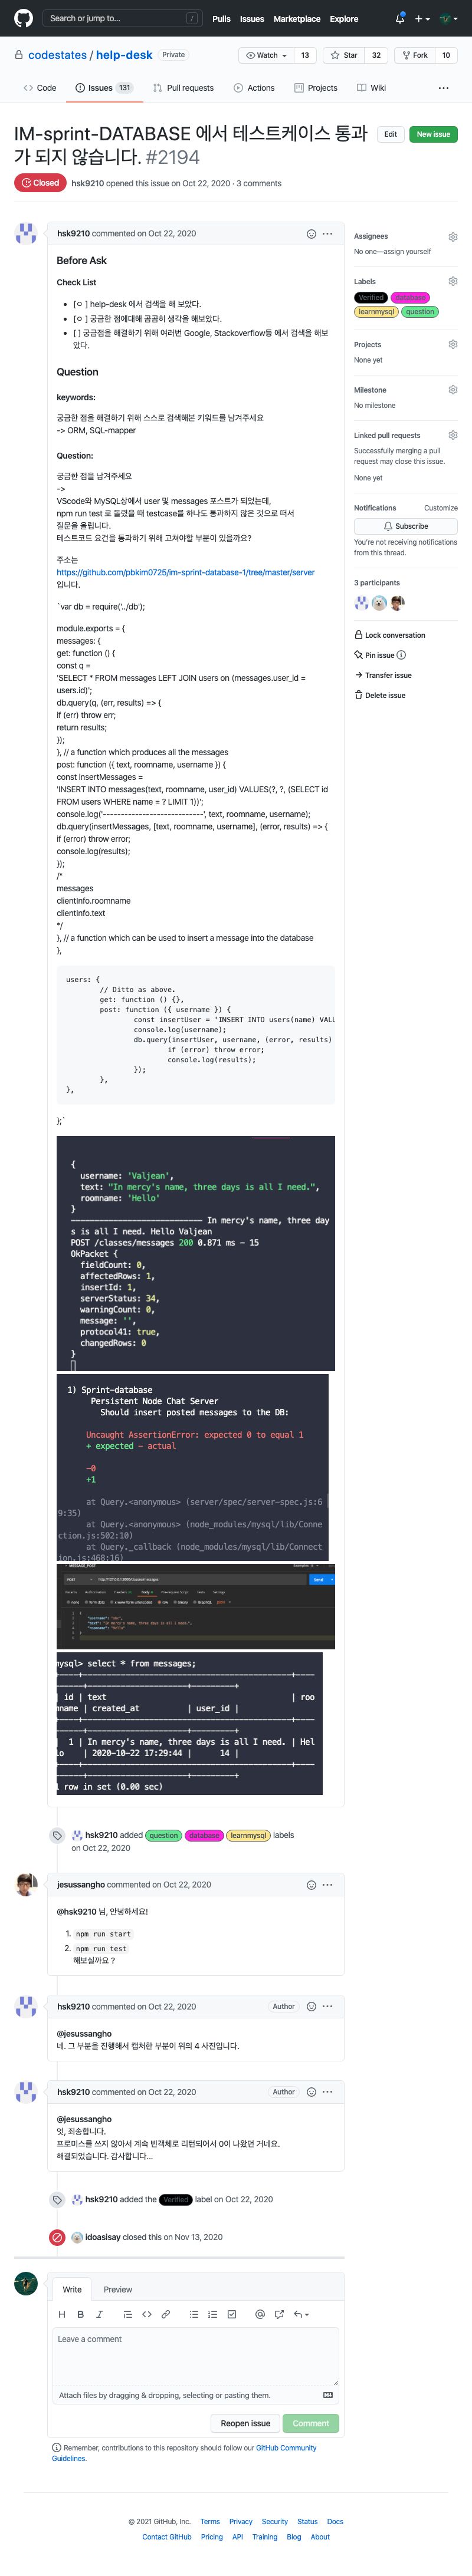 Search or jump to...
/
Pulls
Issues
Marketplace
Explore
codestates / help-desk
Private
Watch
13
Star
32
Fork
10
Code
Issues
131
Pull requests
Actions
Projects
Wiki
IM-sprint-DATABASE 에서 테스트케이스 통과
가 되지 않습니다. #2194
Edit
New issue
Closed
hsk9210 opened this issue on Oct 22, 2020 · 3 comments
hsk9210 commented on Oct 22, 2020
Before Ask
Check List
[ㅇ ] help-desk 에서 검색을 해 보았다.
[ㅇ ] 궁금한 점에대해 곰곰히 생각을 해보았다.
[ ] 궁금점을 해결하기 위해 여러번 Google, Stackoverflow등 에서 검색을 해보
았다.
Question
keywords:
궁금한 점을 해결하기 위해 스스로 검색해본 키워드를 남겨주세요
-> ORM, SQL-mapper
Question:
궁금한 점을 남겨주세요
->
VScode와 MySQL상에서 user 및 messages 포스트가 되었는데,
npm run test 로 돌렸을 때 testcase를 하나도 통과하지 않은 것으로 떠서
질문을 올립니다.
테스트코드 요건을 통과하기 위해 고쳐야할 부분이 있을까요?
주소는
https://github.com/pbkim0725/im-sprint-database-1/tree/master/server
입니다.
`var db = require('../db');
module.exports = {
messages: {
get: function () {
const q =
'SELECT * FROM messages LEFT JOIN users on (messages.user_id =
users.id)';
db.query(q, (err, results) => {
if (err) throw err;
return results;
});
}, // a function which produces all the messages
post: function ({ text, roomname, username }) {
const insertMessages =
'INSERT INTO messages(text, roomname, user_id) VALUES(?, ?, (SELECT id
FROM users WHERE name = ? LIMIT 1))';
console.log('----------------------------', text, roomname, username);
db.query(insertMessages, [text, roomname, username], (error, results) => {
if (error) throw error;
console.log(results);
});
/*
messages
clientInfo.roomname
clientInfo.text
*/
}, // a function which can be used to insert a message into the database
},
users: {
// Ditto as above.
get: function () {},
post: function ({ username }) {
const insertUser = 'INSERT INTO users(name) VALL
console.log(username);
db.query(insertUser, username, (error, results)
if (error) throw error;
console.log(results);
});
},
},
};`
{
username: 'Valjean',
text: "In mercy's name, three days is all I need.",
roomname: 'Hello'
}
---------------------------- In mercy's name, three day
s is all I need. Hello Valjean
POST /classes/messages 200 0.871 ms - 15
OkPacket {
fieldCount: 0,
affectedRows: 1,
insertId: 1,
serverStatus: 34,
warningCount: 0,
message: '',
protocol41: true,
changedRows: 0
}
1) Sprint-database
Persistent Node Chat Server
Should insert posted messages to the DB:
Uncaught AssertionError: expected 0 to equal 1
+ expected - actual
-0
+1
at Query.<anonymous> (server/spec/server-spec.js:6
9:35)
at Query.<anonymous> (node_modules/mysql/lib/Conne
ction.js:502:10)
at Query._callback (node_modules/mysql/lib/Connec
tion.js:468:16)
MESSAGE_POST
POST
Send
mysql> select * from messages;
| id | text | roo
mname | created_at | user_id |
| 1 | In mercy's name, three days is all I need. | Hel
lo | 2020-10-22 17:29:44 | 14 |
1 row in set (0.00 sec)
hsk9210 added question database learnmysql labels
on Oct 22, 2020
jesussangho commented on Oct 22, 2020
@hsk9210 님, 안녕하세요!
1. npm run start
2. npm run test
해보실까요 ?
hsk9210 commented on Oct 22, 2020
Author
@jesussangho
네. 그 부분을 진행해서 캡처한 부분이 위의 4 사진입니다.
hsk9210 commented on Oct 22, 2020
Author
@jesussangho
엇, 죄송합니다.
프로미스를 쓰지 않아서 계속 빈객체로 리턴되어서 0이 나왔던 거네요.
해결되었습니다. 감사합니다...
hsk9210 added the Verified label on Oct 22, 2020
idoasisay closed this on Nov 13, 2020
Write
Preview
Leave a comment
Attach files by dragging & dropping, selecting or pasting them.
Reopen issue
Comment
Remember, contributions to this repository should follow our GitHub Community
Guidelines.
Assignees
No one—assign yourself
Labels
Verified
database
learnmysql
question
Projects
None yet
Milestone
No milestone
Linked pull requests
Successfully merging a pull
request may close this issue.
None yet
Notifications
Customize
Subscribe
You're not receiving notifications
from this thread.
3 participants
Lock conversation
Pin issue
Transfer issue
Delete issue
© 2021 GitHub, Inc.
Terms
Privacy
Security
Status
Docs
Contact GitHub
Pricing
API
Training
Blog
About